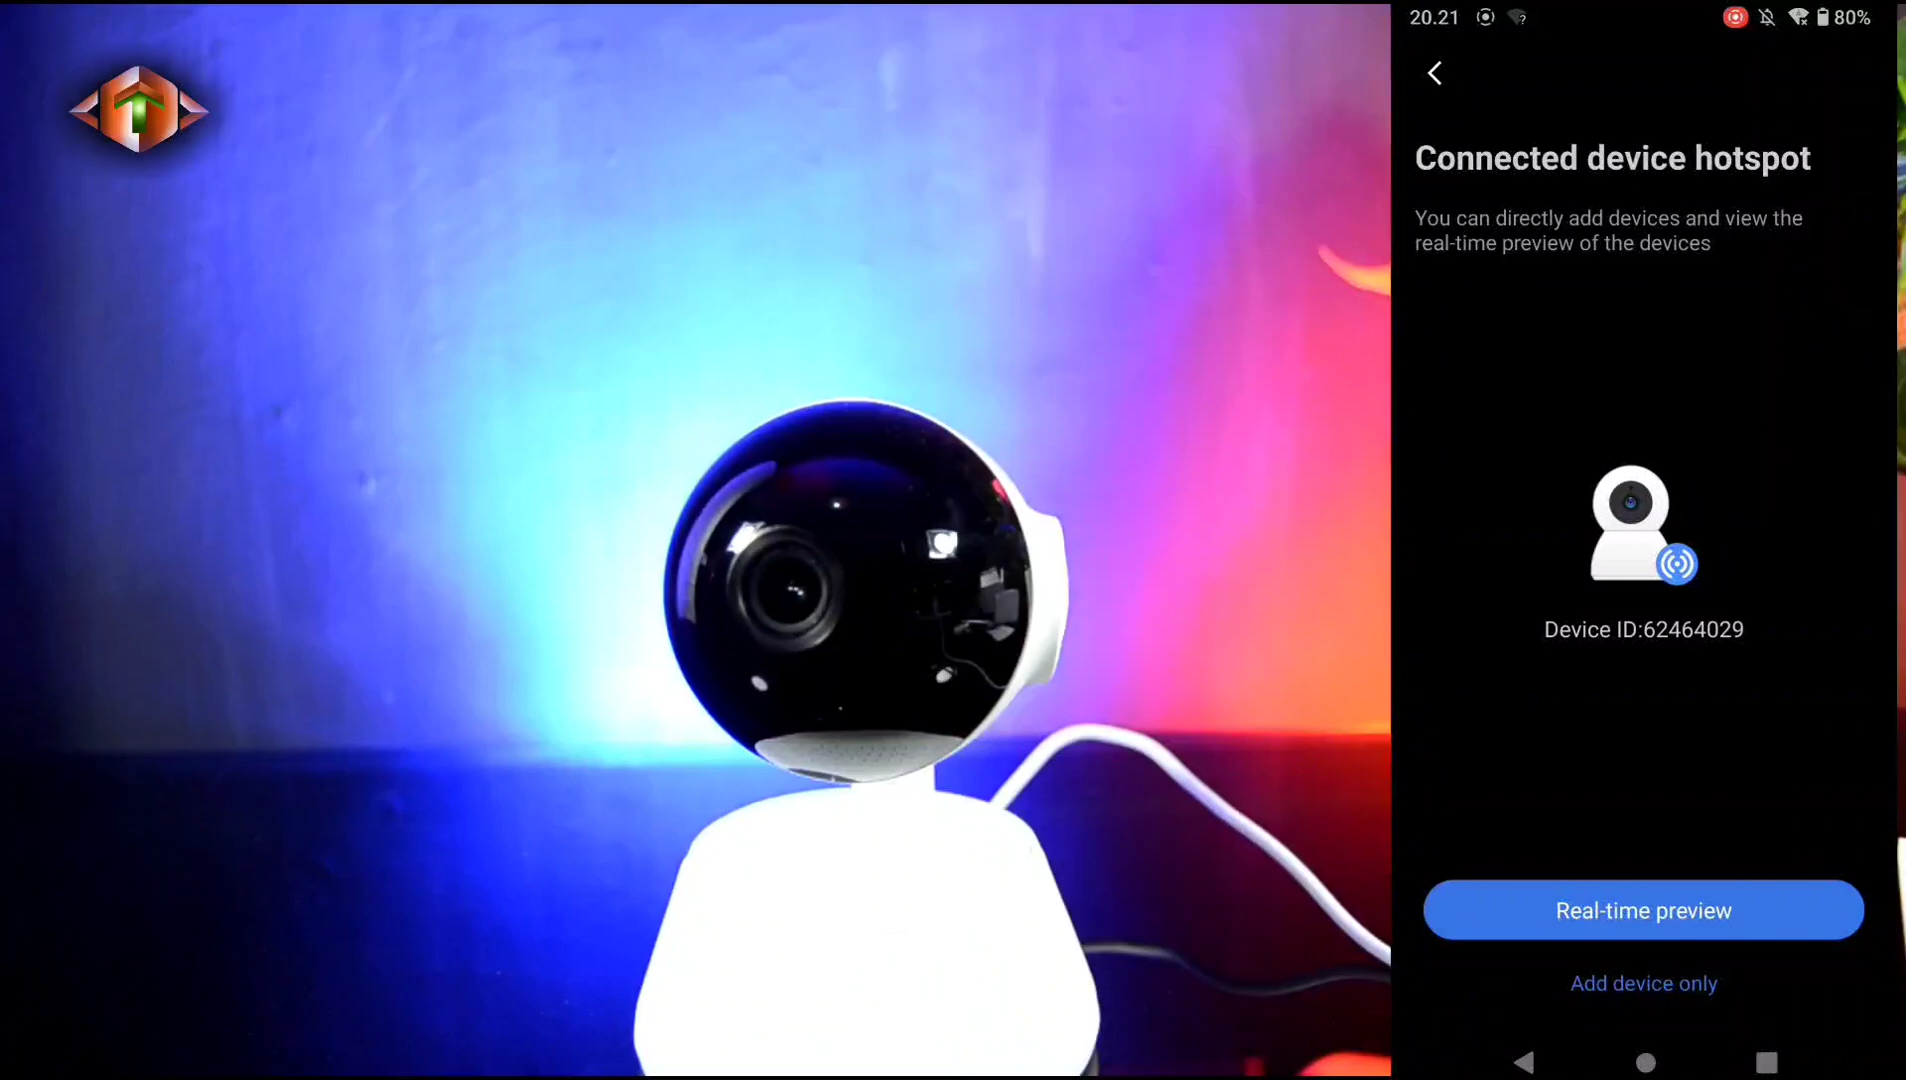 20.21
80%
Connected device hotspot
You can directly add devices and view the
real-time preview of the devices
Device ID:62464029
Real-time preview
Add device only